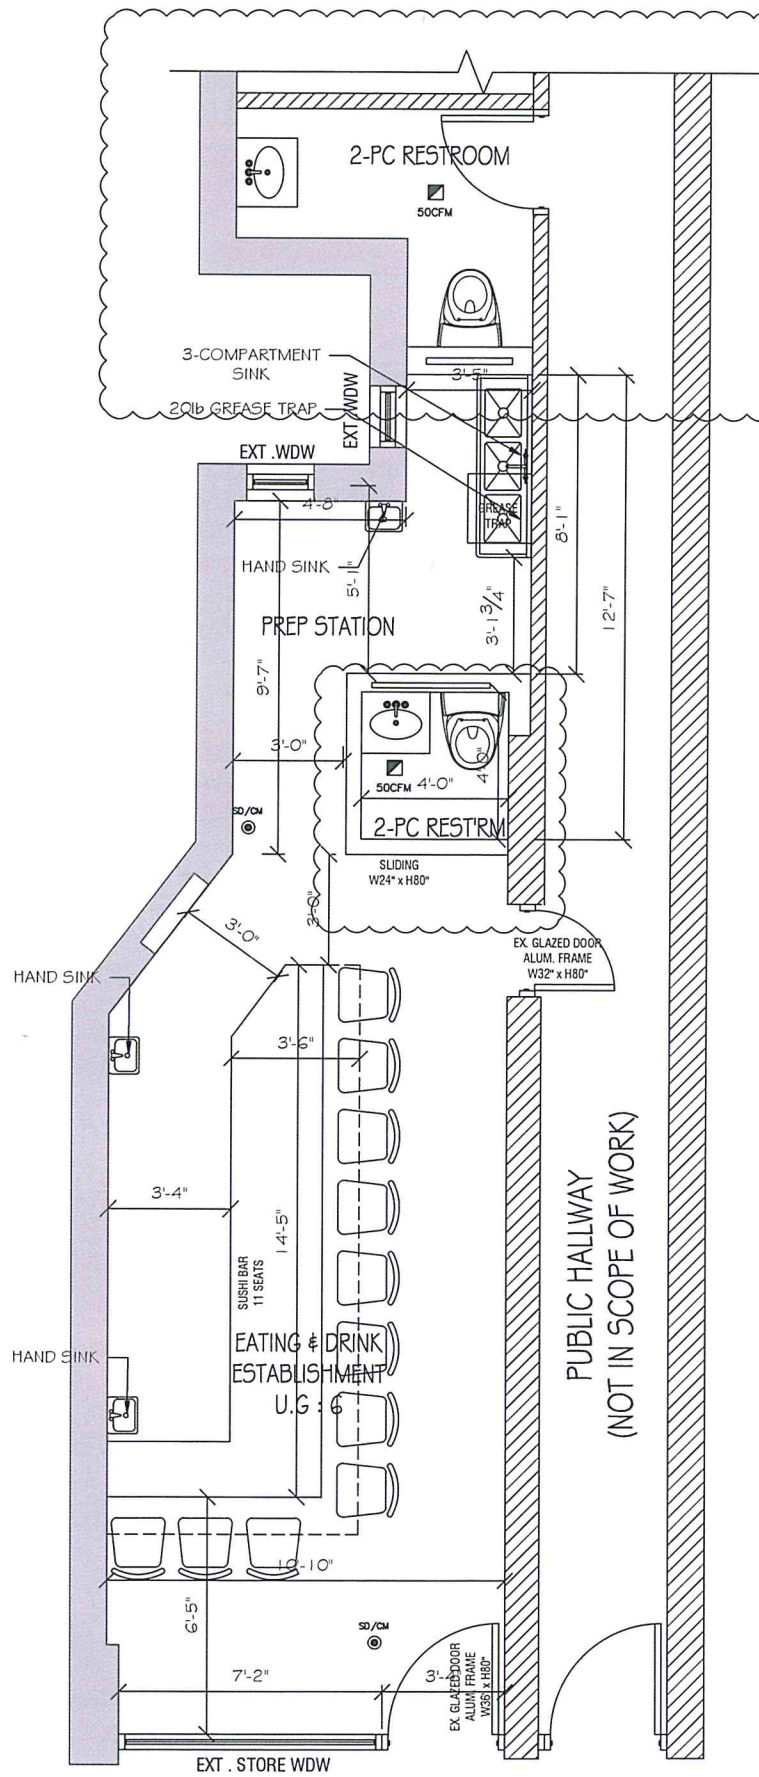 2-PC RESTROOM
50CFM
3-COMPARTMENT
SINK
3'-5"
20lb GREASE TRAP
EXT .WDW
EXT .WDW
4'-8"
GREASE
TRAP
HAND SINK
5'-1"
8'-1"
12'-7"
3'-1 3/4"
PREP STATION
9'-7"
3'-0"
4'-0"
4'-0"
50CFM
2-PC REST'RM
SD/CM
SLIDING
W24" x H80"
3'-0"
3'-0"
EX. GLAZED DOOR
ALUM. FRAME
W32" x H80"
HAND SINK
3'-6"
3'-4"
14'-5"
SUSHI BAR
11 SEATS
EATING & DRINK
ESTABLISHMENT
U.G : 6
HAND SINK
PUBLIC HALLWAY
(NOT IN SCOPE OF WORK)
10'-10"
6'-5"
SD/CM
7'-2"
3'-4"
EX. GLAZED DOOR
ALUM. FRAME
W36" x H80"
EXT . STORE WDW